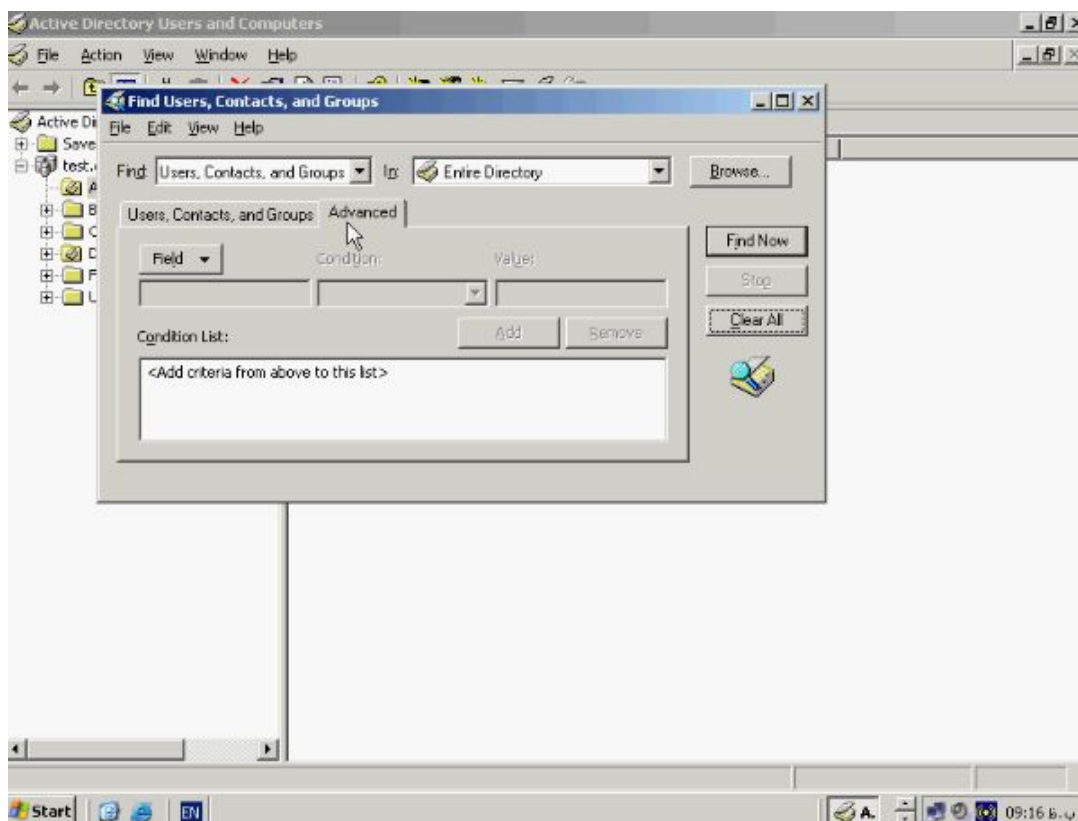 Active Directory Users and Computers
File Action View Window Help
Find Users, Contacts, and Groups
Active Di
File Edit View Help
Save
test.
Find: Users, Contacts, and Groups In: Entire Directory Browse...
A
B
Users, Contacts, and Groups Advanced
C
Find Now
D
Field Condition: Value:
F
Stop
U
Clear All
Condition List: Add Remove
<Add criteria from above to this list>
Start EN A. 09:16 ب.ظ